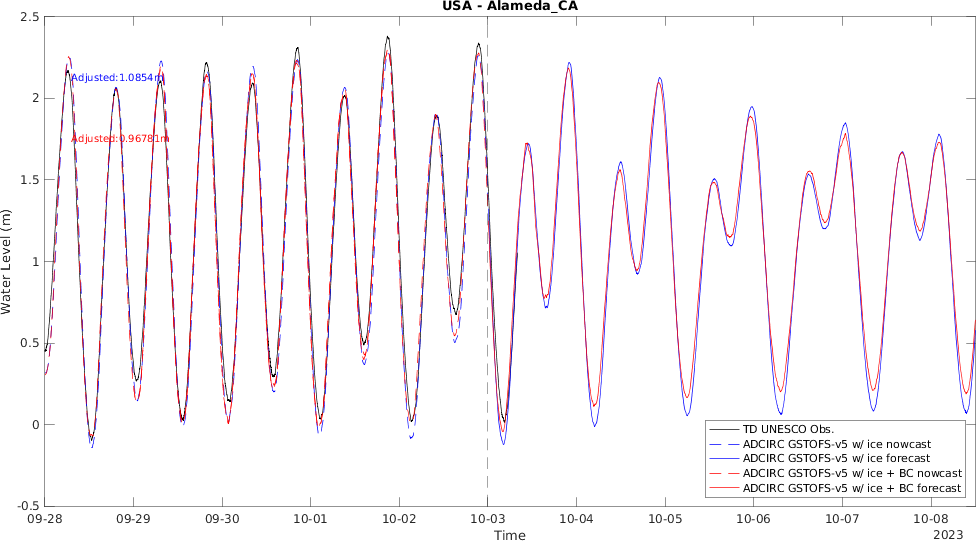 USA - Alameda_CA
2.5
2
1.5
1
0.5
0
-0.5
Water Level (m)
Adjusted:1.0854m
Adjusted:0.96781m
TD UNESCO Obs.
ADCIRC GSTOFS-v5 w/ ice nowcast
ADCIRC GSTOFS-v5 w/ ice forecast
ADCIRC GSTOFS-v5 w/ ice + BC nowcast
ADCIRC GSTOFS-v5 w/ ice + BC forecast
09-28 09-29 09-30 10-01 10-02 10-03 10-04 10-05 10-06 10-07 10-08
Time
2023